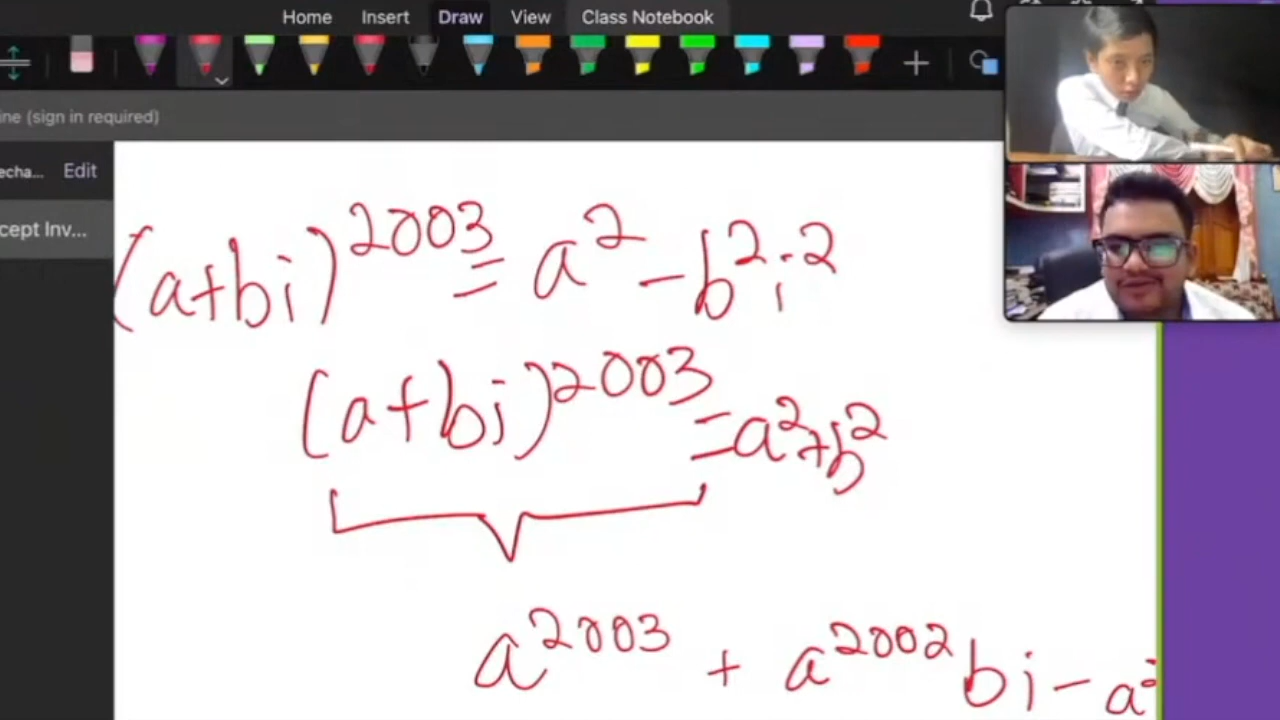 Home Insert Draw View Class Notebook
ine (sign in required)
echa... Edit
cept Inv...
(a+bi)^2003 = a^2 - b^2 i^2
(a+bi)^2003 = a^2+b^2
a^2003 + a^2002 bi - a